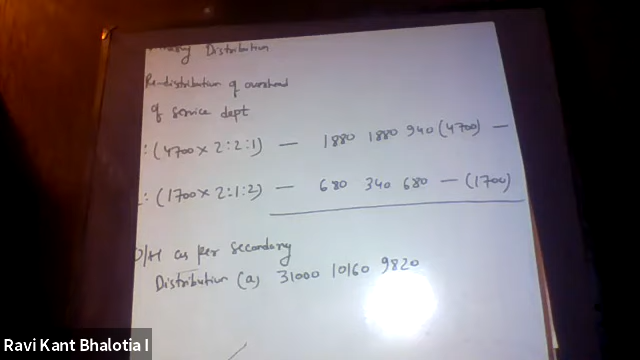 Distribution
Re-distribution of overhead
of service dept
: (4700 x 2:2:1) — 1880 1880 940 (4700) —
: (1700 x 2:1:2) — 680 340 680 — (1700)
O/H as per secondary
Distribution (a) 31000 10160 9820
Ravi Kant Bhalotia I